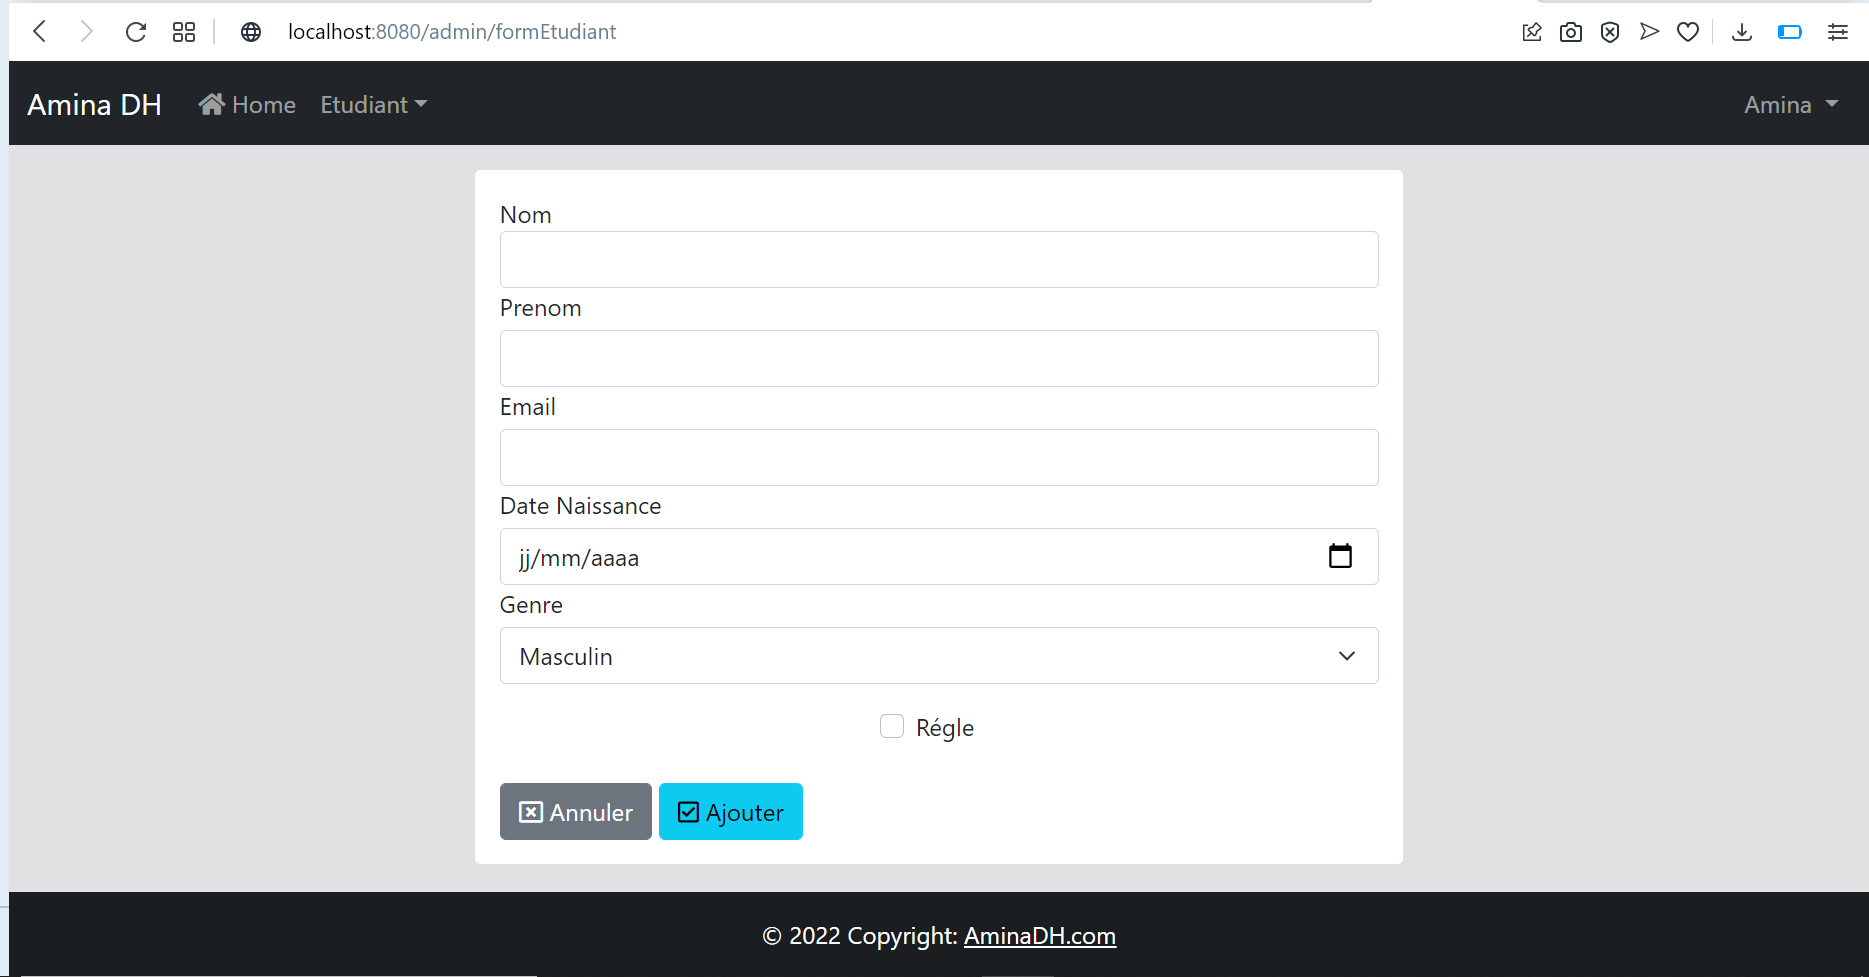 localhost:8080/admin/formEtudiant
Amina DH Home Etudiant Amina
Nom
Prenom
Email
Date Naissance
jj/mm/aaaa
Genre
Masculin
Régle
Annuler Ajouter
© 2022 Copyright: AminaDH.com